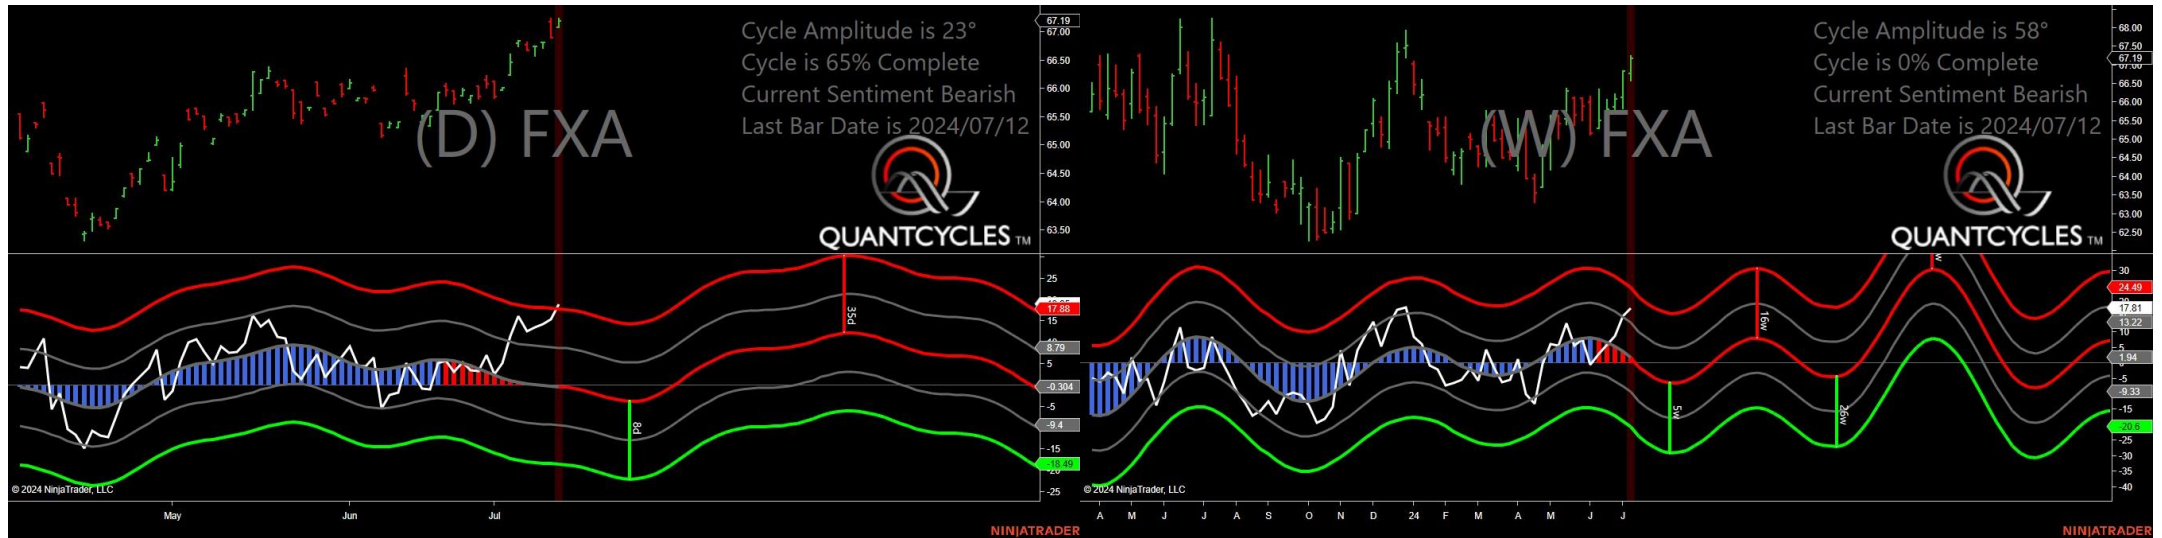 Cycle Amplitude is 23°
Cycle is 65% Complete
Current Sentiment Bearish
Last Bar Date is 2024/07/12
(D) FXA
QUANTCYCLES TM
67.19
67.00
66.50
66.00
65.50
65.00
64.50
64.00
63.50
25
17.88
15
8.79
5
-0.304
-5
-9.4
-15
-18.49
-25
35d
8d
© 2024 NinjaTrader, LLC
May Jun Jul
NINJATRADER
Cycle Amplitude is 58°
Cycle is 0% Complete
Current Sentiment Bearish
Last Bar Date is 2024/07/12
(W) FXA
QUANTCYCLES TM
68.00
67.50
67.19
66.50
66.00
65.50
65.00
64.50
64.00
63.50
63.00
62.50
30
24.49
17.81
13.22
10
5
1.94
-5
-9.33
-15
-20.6
-25
-30
-35
-40
5w
16w
26w
© 2024 NinjaTrader, LLC
A M J J A S O N D 24 F M A M J J
NINJATRADER